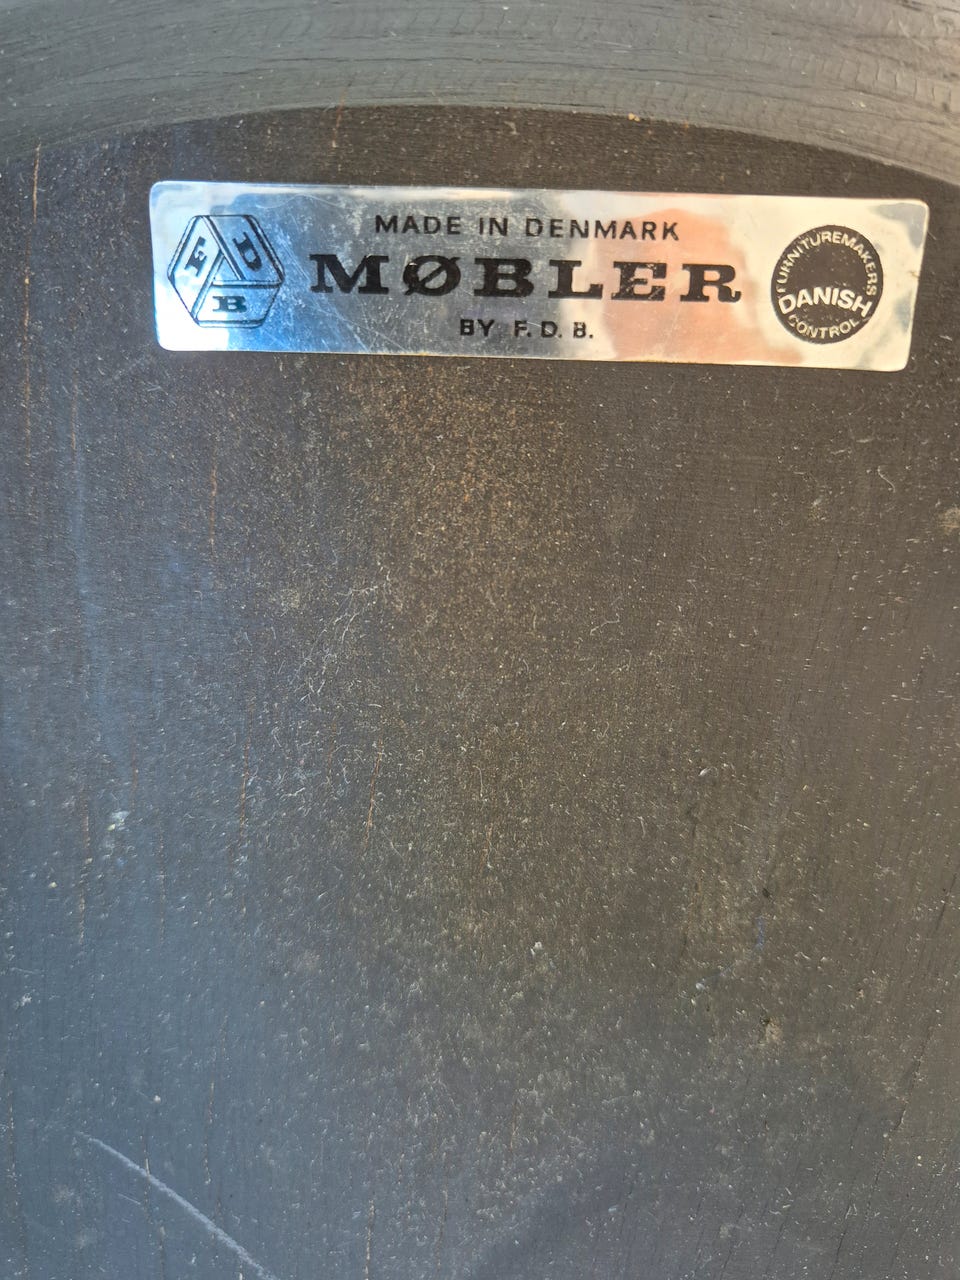 F D B
MADE IN DENMARK
MØBLER
BY F. D. B.
FURNITUREMAKERS
DANISH
CONTROL